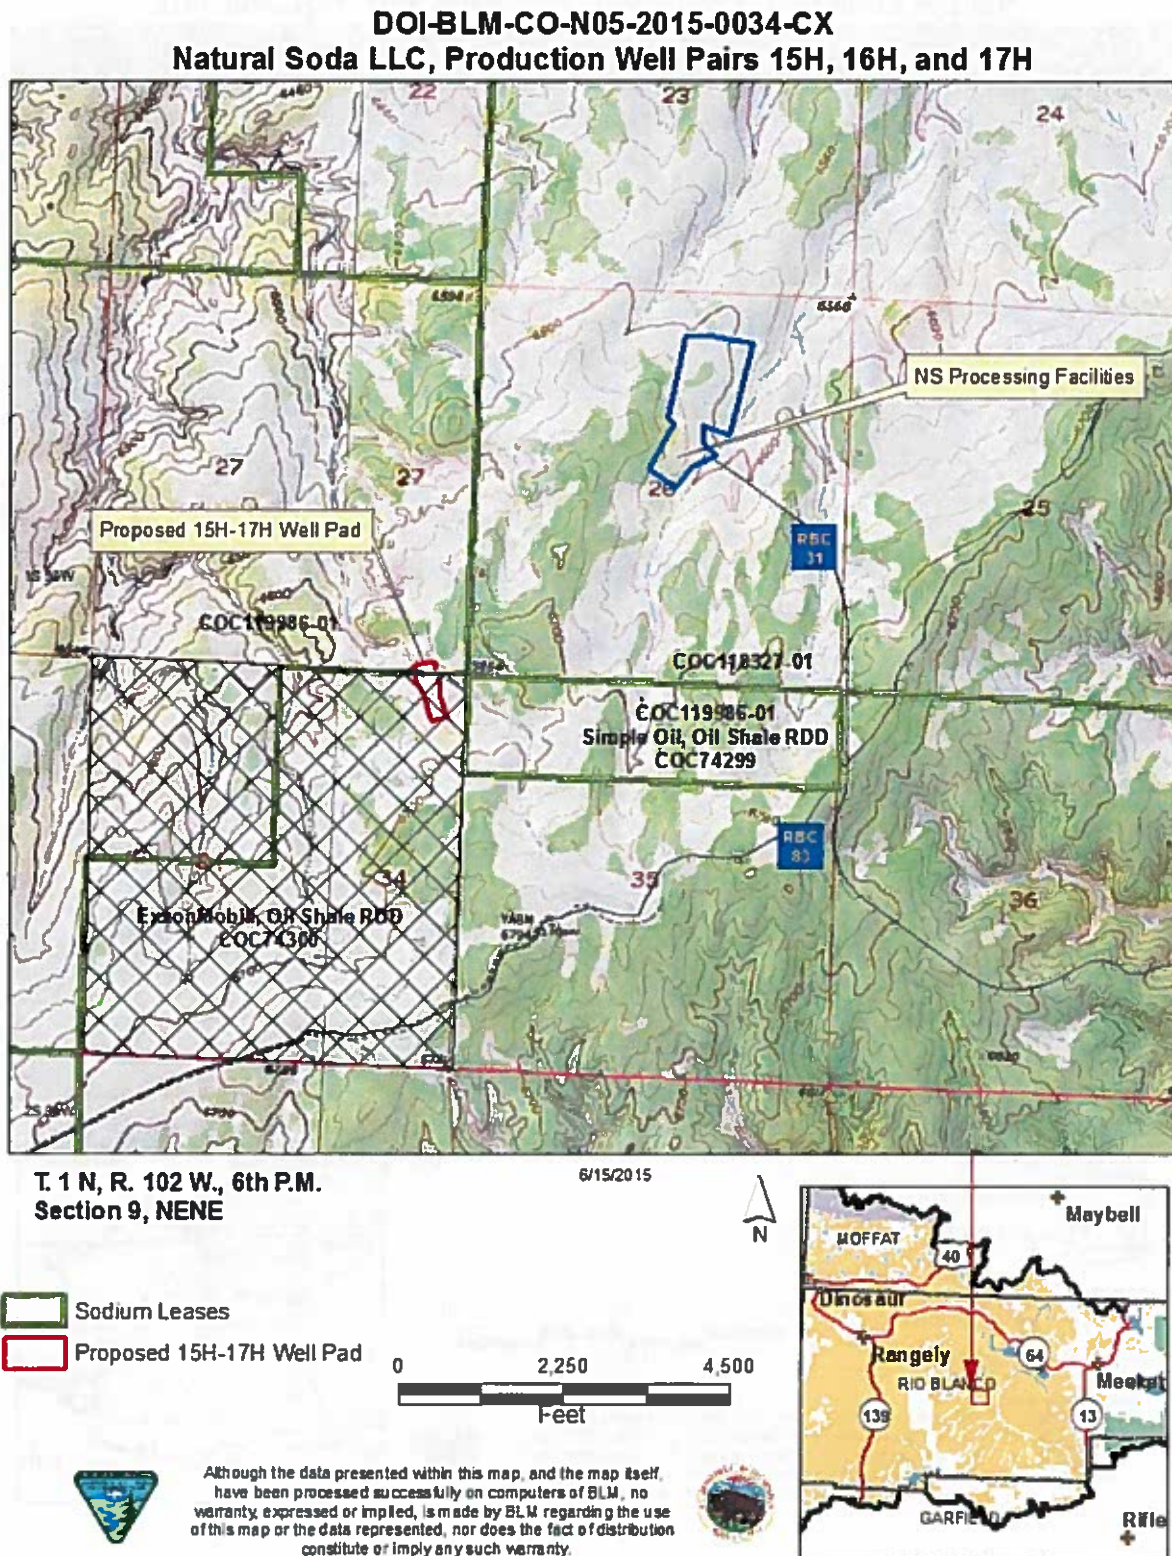 DOI-BLM-CO-N05-2015-0034-CX
Natural Soda LLC, Production Well Pairs 15H, 16H, and 17H
22
23
24
6560
NS Processing Facilities
27
27
25
Proposed 15H-17H Well Pad
RBC
31
COC119986-01
COC118327-01
COC119986-01
Simple Oil, Oil Shale RDD
COC74299
RBC
83
34
35
36
ExxonMobil, Oil Shale RDD
COC74300
T. 1 N, R. 102 W., 6th P.M.
Section 9, NENE
6/15/2015
N
Sodium Leases
Proposed 15H-17H Well Pad
0
2,250
4,500
Feet
Maybell
MOFFAT
40
Dinosaur
Rangely
64
RIO BLANCO
Meeker
139
13
GARFIELD
Rifle
Although the data presented within this map, and the map itself,
have been processed successfully on computers of BLM, no
warranty, expressed or implied, is made by BLM regarding the use
of this map or the data represented, nor does the fact of distribution
constitute or imply any such warranty.